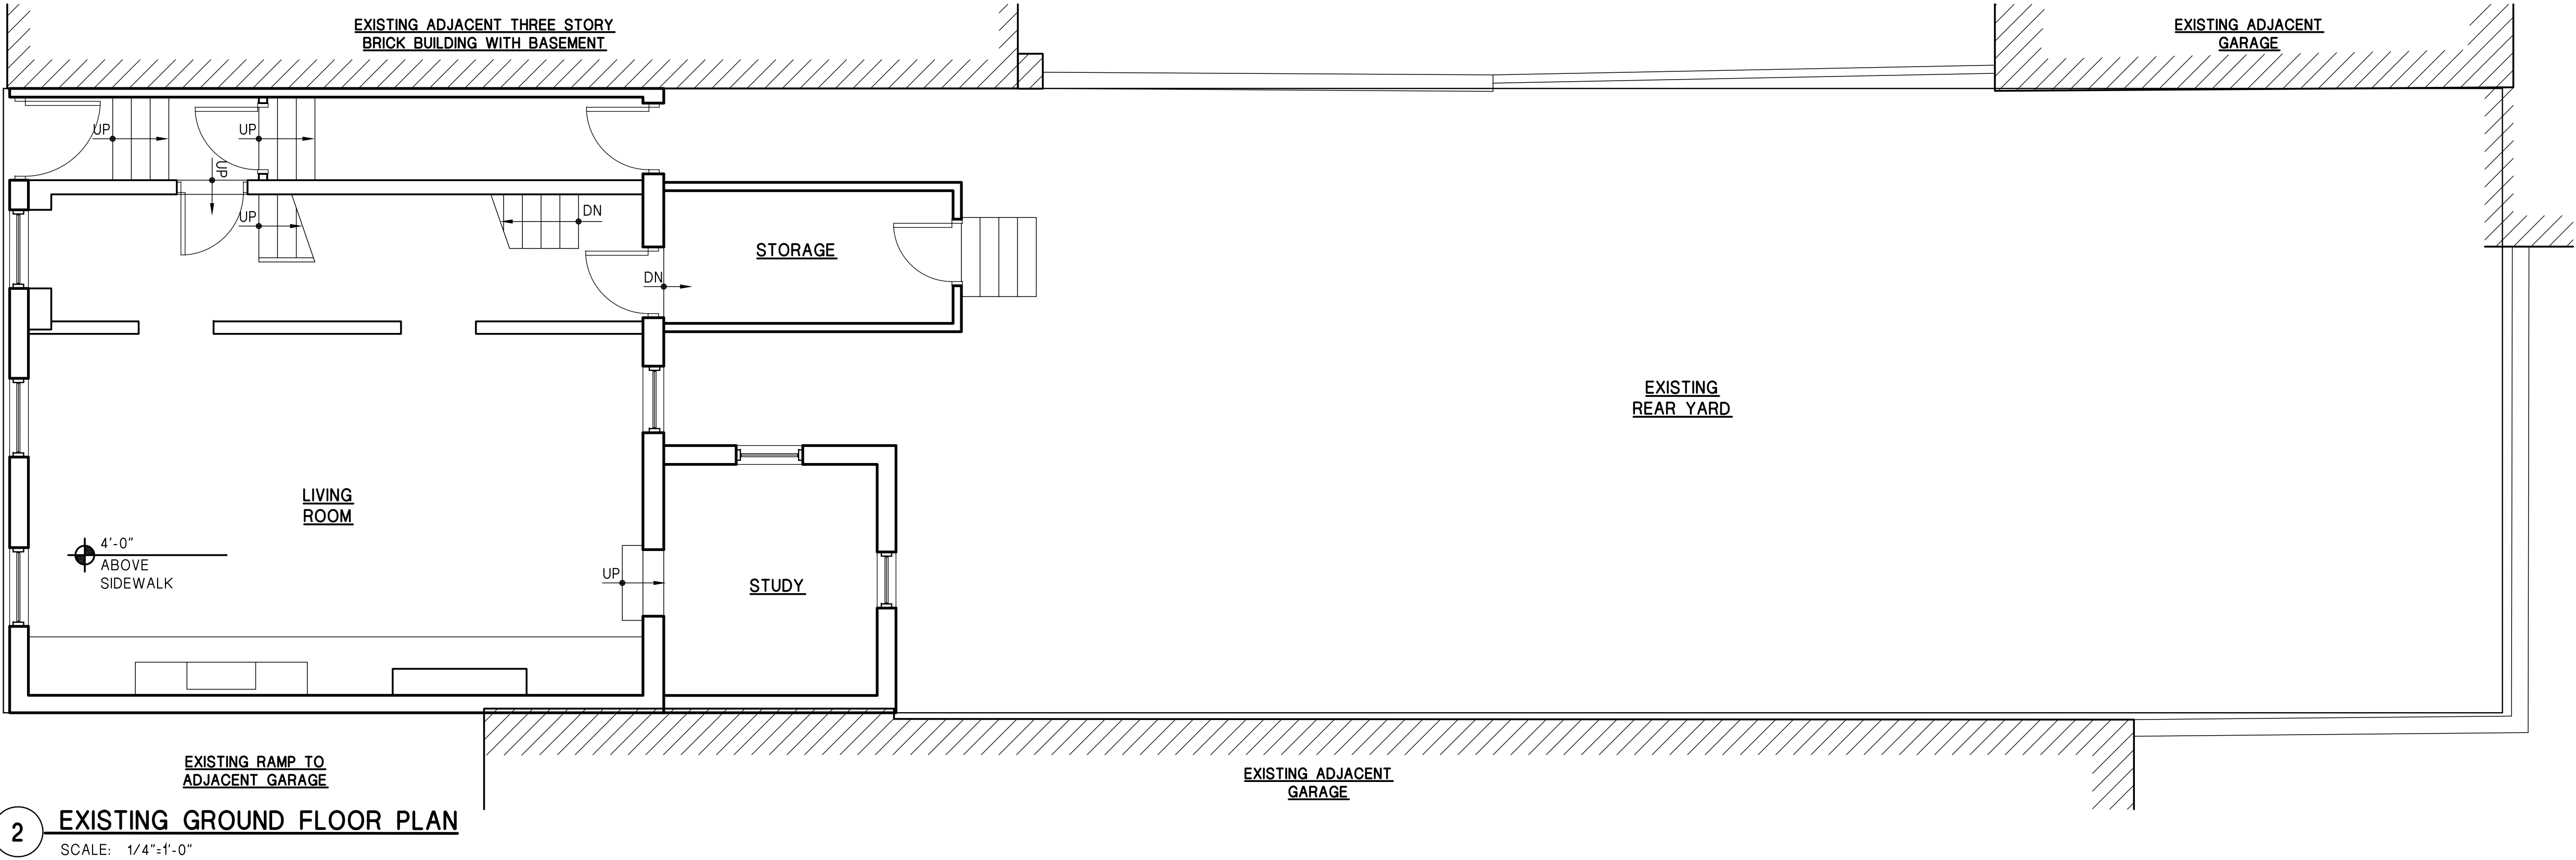 EXISTING ADJACENT THREE STORY
BRICK BUILDING WITH BASEMENT
EXISTING ADJACENT
GARAGE
UP
UP
UP
UP
DN
DN
STORAGE
EXISTING
REAR YARD
LIVING
ROOM
4'-0"
ABOVE
SIDEWALK
UP
STUDY
EXISTING RAMP TO
ADJACENT GARAGE
EXISTING ADJACENT
GARAGE
2
EXISTING GROUND FLOOR PLAN
SCALE: 1/4"=1'-0"